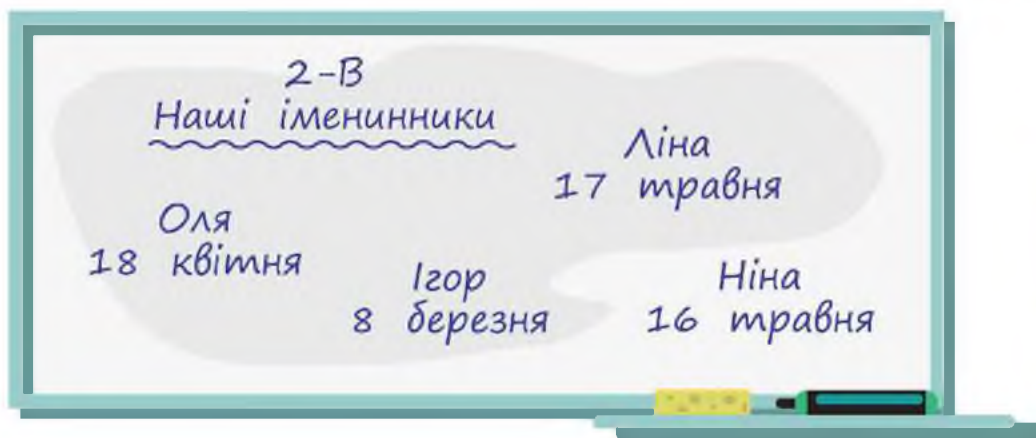 2-В
Наші іменинники
Ліна
17 травня
Оля
18 квітня
Ігор
8 березня
Ніна
16 травня